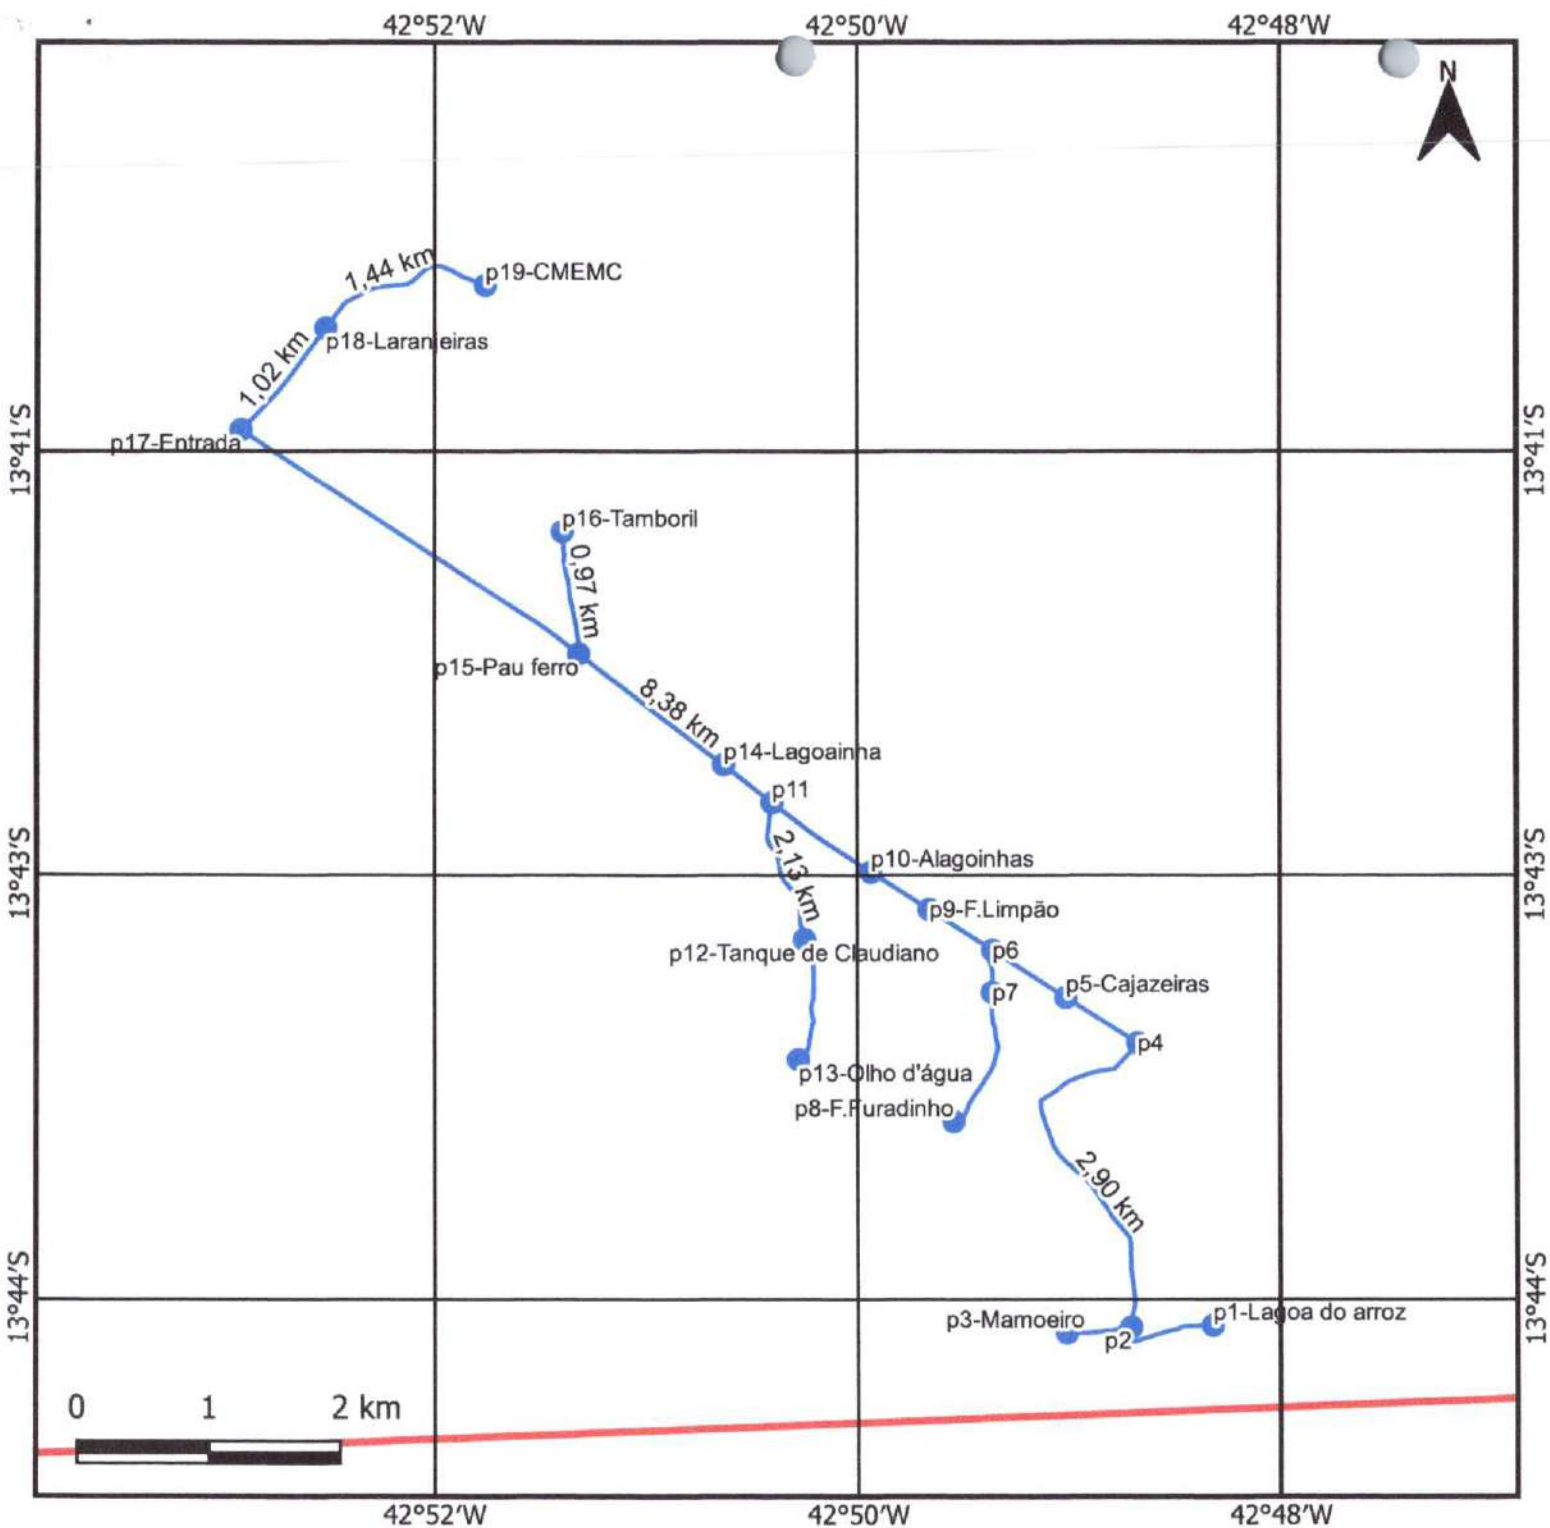 42°52'W
42°50'W
42°48'W
N
1,44 km
p19-CMEMC
p18-Laranjeiras
1,02 km
p17-Entrada
13°41'S
13°41'S
p16-Tamboril
0,97 km
p15-Pau ferro
8,38 km
p14-Lagoainha
p11
2,13 km
p10-Alagoinhas
13°43'S
13°43'S
p9-F.Limpão
p12-Tanque de Claudiano
p6
p7
p5-Cajazeiras
p4
p13-Olho d'água
p8-F.Furadinho
2,90 km
13°44'S
13°44'S
p3-Mamoeiro
p2
p1-Lagoa do arroz
0 1 2 km
42°52'W
42°50'W
42°48'W